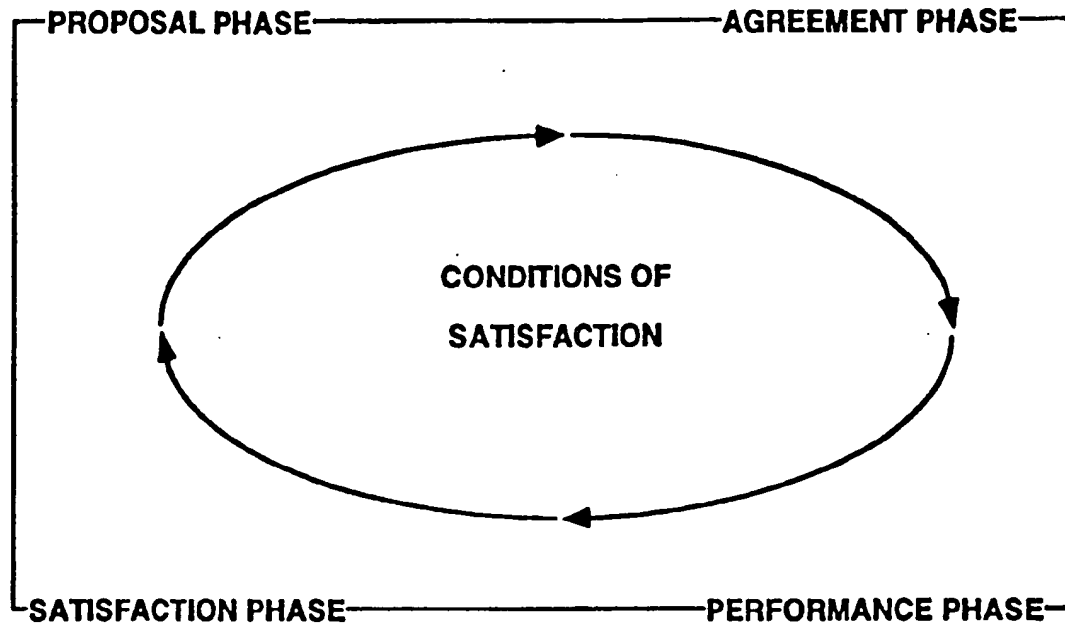 PROPOSAL PHASE
AGREEMENT PHASE
CONDITIONS OF
SATISFACTION
SATISFACTION PHASE
PERFORMANCE PHASE